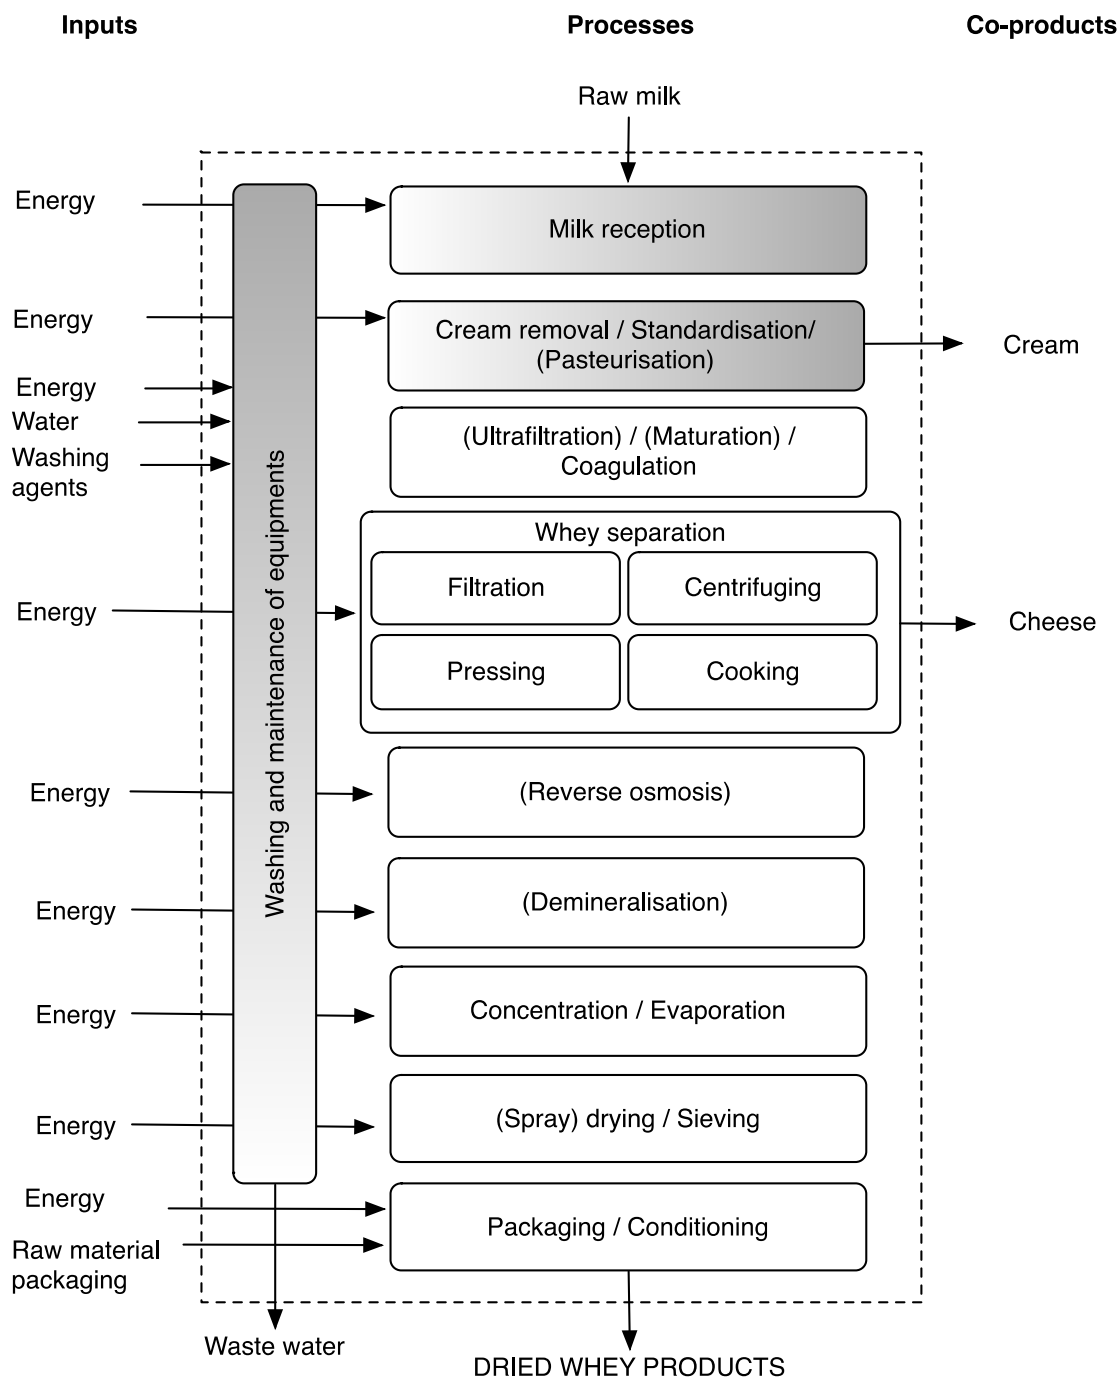 Inputs
Processes
Co-products
Raw milk
Energy
Milk reception
Energy
Cream removal / Standardisation/
(Pasteurisation)
Cream
Energy
Water
Washing
agents
Washing and maintenance of equipments
(Ultrafiltration) / (Maturation) /
Coagulation
Whey separation
Filtration
Centrifuging
Energy
Pressing
Cooking
Cheese
Energy
(Reverse osmosis)
Energy
(Demineralisation)
Energy
Concentration / Evaporation
Energy
(Spray) drying / Sieving
Energy
Raw material
packaging
Packaging / Conditioning
Waste water
DRIED WHEY PRODUCTS